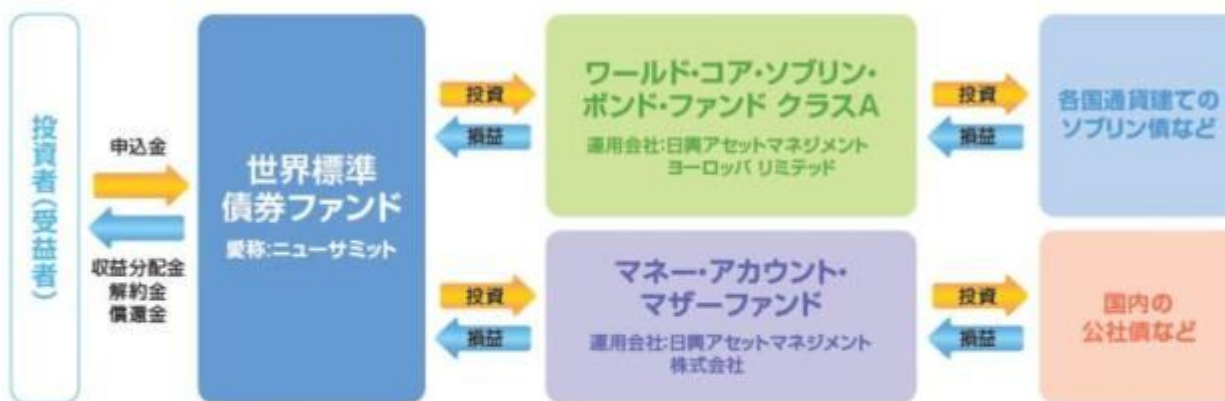 投資者(受益者)
申込金
収益分配金
解約金
償還金
世界標準
債券ファンド
愛称:ニューサミット
投資
損益
ワールド・コア・ソブリン・
ボンド・ファンド クラスA
運用会社:日興アセットマネジメント
ヨーロッパ リミテッド
投資
損益
各国通貨建ての
ソブリン債など
投資
損益
マネー・アカウント・
マザーファンド
運用会社:日興アセットマネジメント
株式会社
投資
損益
国内の
公社債など